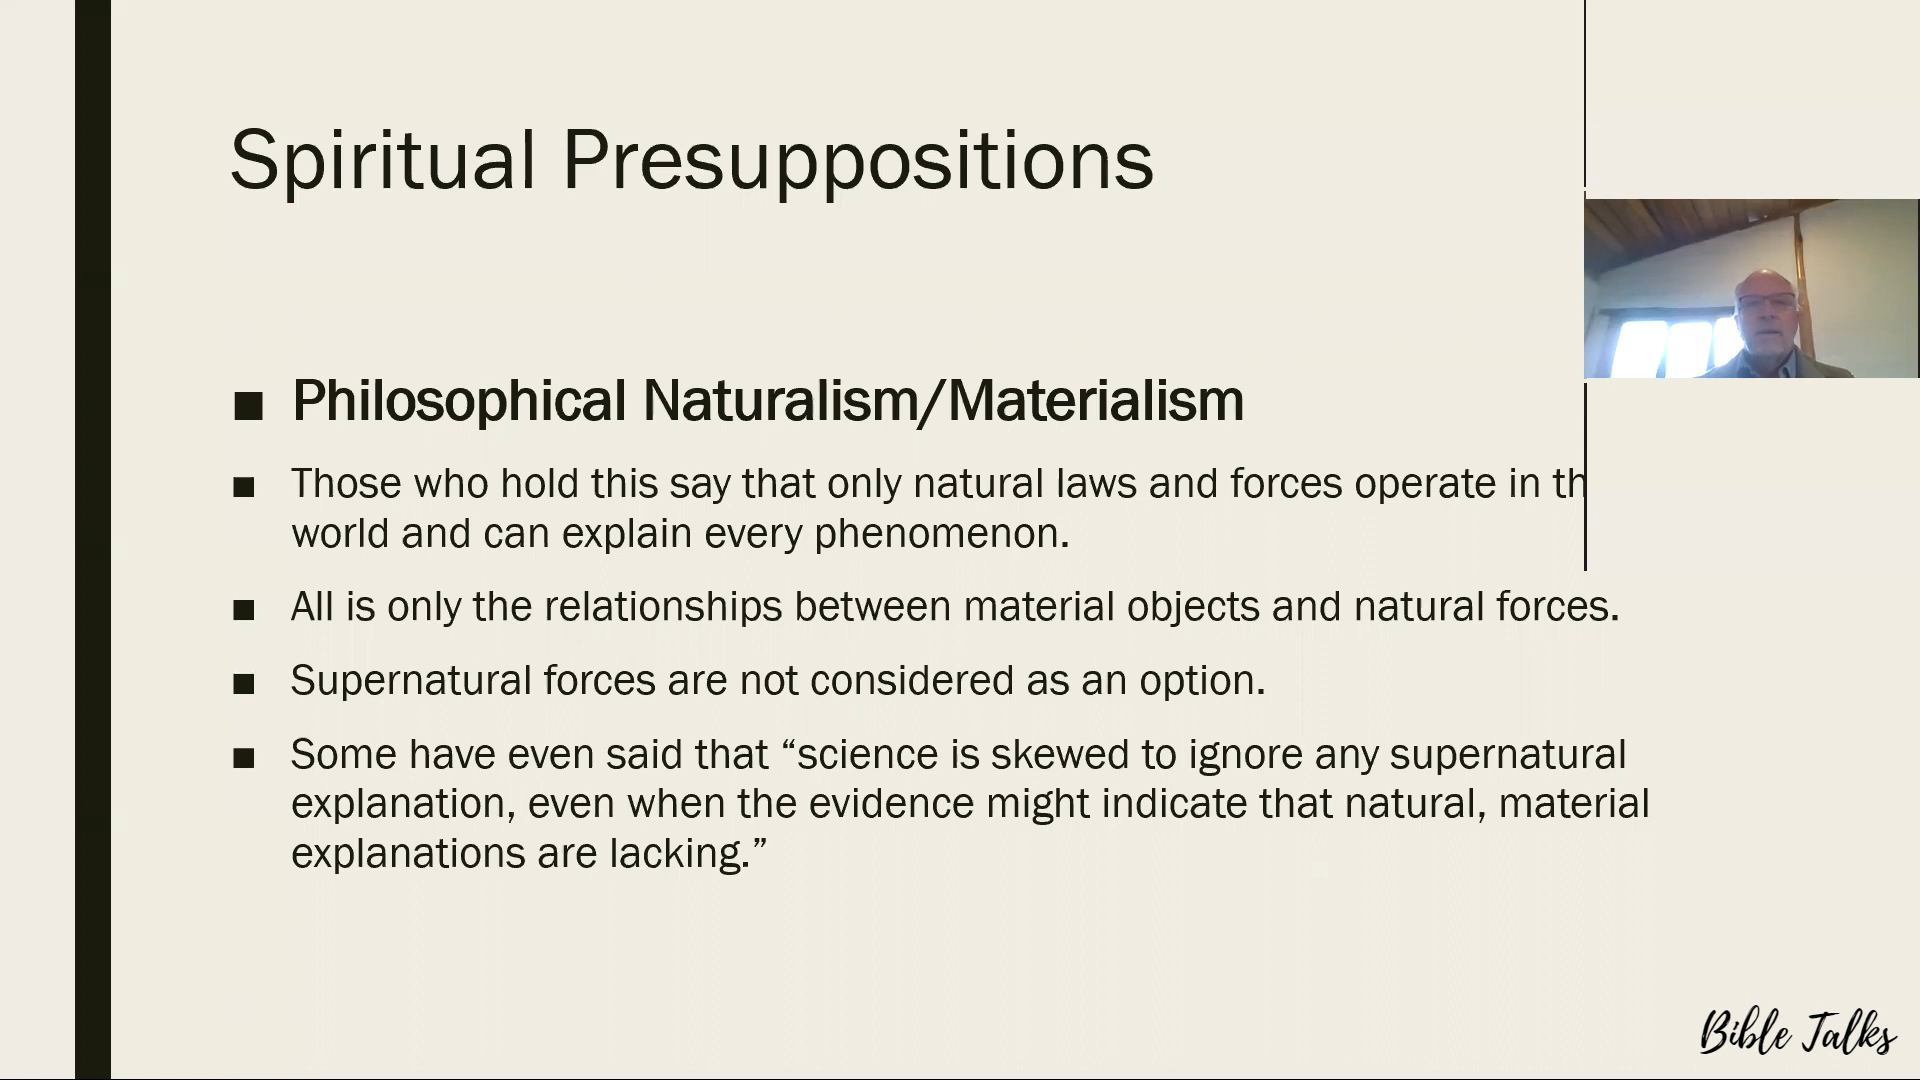 Spiritual Presuppositions
■ Philosophical Naturalism/Materialism
■ Those who hold this say that only natural laws and forces operate in th
world and can explain every phenomenon.
■ All is only the relationships between material objects and natural forces.
■ Supernatural forces are not considered as an option.
■ Some have even said that “science is skewed to ignore any supernatural
explanation, even when the evidence might indicate that natural, material
explanations are lacking.”
Bible Talks